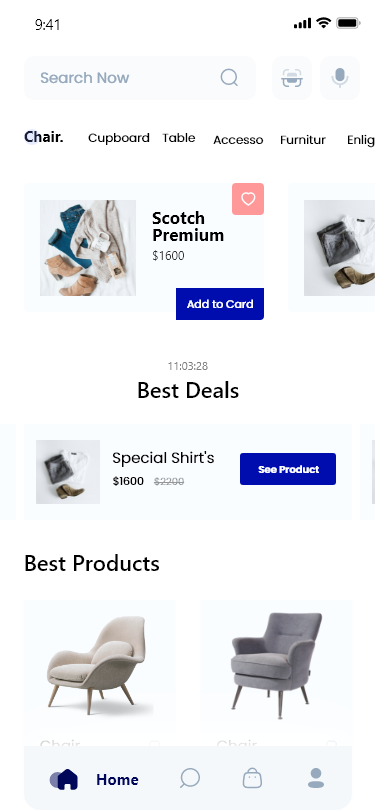 9:41
Search Now
Chair. Cupboard Table Accesso Furnitur Enlig
Scotch
Premium
$1600
Add to Card
11:03:28
Best Deals
Special Shirt's
$1600 $2200
See Product
Best Products
Chair Chair
Home